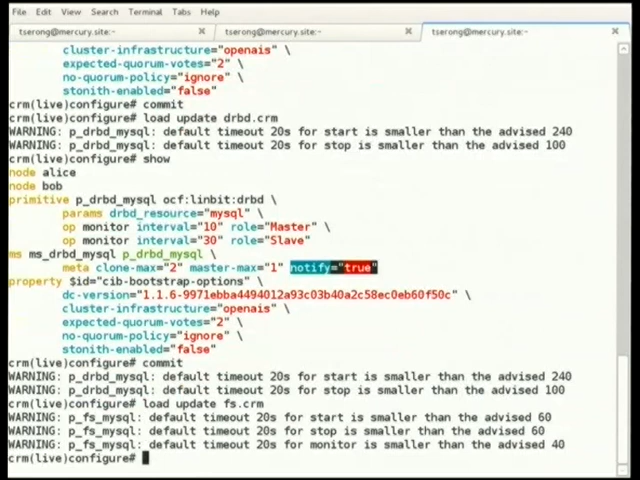 File Edit View Search Terminal Tabs Help
tserong@mercury.site:~ tserong@mercury.site:~ tserong@mercury.site:~
cluster-infrastructure="openais" \
expected-quorum-votes="2" \
no-quorum-policy="ignore" \
stonith-enabled="false"
crm(live)configure# commit
crm(live)configure# load update drbd.crm
WARNING: p_drbd_mysql: default timeout 20s for start is smaller than the advised 240
WARNING: p_drbd_mysql: default timeout 20s for stop is smaller than the advised 100
crm(live)configure# show
node alice
node bob
primitive p_drbd_mysql ocf:linbit:drbd \
params drbd_resource="mysql" \
op monitor interval="10" role="Master" \
op monitor interval="30" role="Slave"
ms ms_drbd_mysql p_drbd_mysql \
meta clone-max="2" master-max="1" notify="true"
property $id="cib-bootstrap-options" \
dc-version="1.1.6-9971ebba4494012a93c03b40a2c58ec0eb60f50c" \
cluster-infrastructure="openais" \
expected-quorum-votes="2" \
no-quorum-policy="ignore" \
stonith-enabled="false"
crm(live)configure# commit
WARNING: p_drbd_mysql: default timeout 20s for start is smaller than the advised 240
WARNING: p_drbd_mysql: default timeout 20s for stop is smaller than the advised 100
crm(live)configure# load update fs.crm
WARNING: p_fs_mysql: default timeout 20s for start is smaller than the advised 60
WARNING: p_fs_mysql: default timeout 20s for stop is smaller than the advised 60
WARNING: p_fs_mysql: default timeout 20s for monitor is smaller than the advised 40
crm(live)configure#